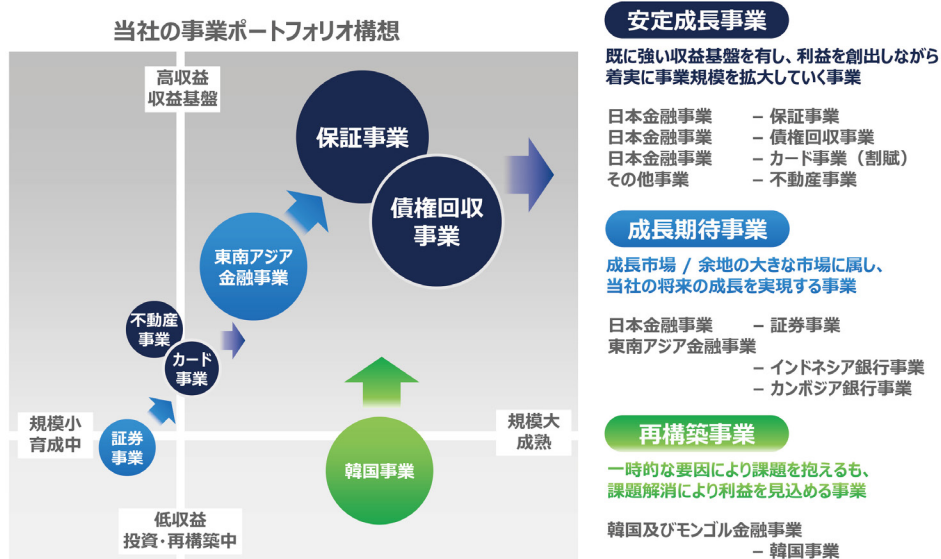 当社の事業ポートフォリオ構想
高収益
収益基盤
保証事業
債権回収
事業
東南アジア
金融事業
不動産
事業
カード
事業
規模小
育成中
証券
事業
規模大
成熟
韓国事業
低収益
投資・再構築中
安定成長事業
既に強い収益基盤を有し、利益を創出しながら
着実に事業規模を拡大していく事業
日本金融事業 – 保証事業
日本金融事業 – 債権回収事業
日本金融事業 – カード事業（割賦）
その他事業 – 不動産事業
成長期待事業
成長市場 / 余地の大きな市場に属し、
当社の将来の成長を実現する事業
日本金融事業 – 証券事業
東南アジア金融事業
– インドネシア銀行事業
– カンボジア銀行事業
再構築事業
一時的な要因により課題を抱えるも、
課題解消により利益を見込める事業
韓国及びモンゴル金融事業
– 韓国事業